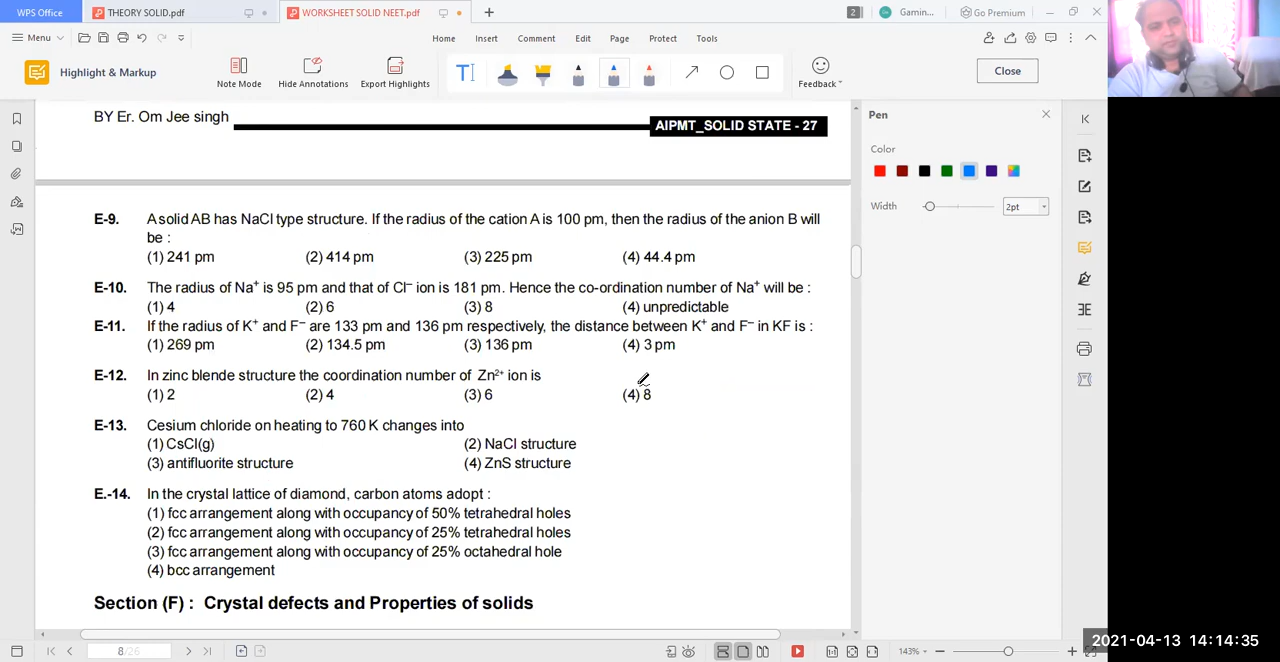 WPS Office
THEORY SOLID.pdf
WORKSHEET SOLID NEET.pdf
2
Gamin...
Go Premium
Menu
Home
Insert
Comment
Edit
Page
Protect
Tools
Highlight & Markup
Note Mode
Hide Annotations
Export Highlights
Feedback
Close
BY Er. Om Jee singh
AIPMT_SOLID STATE - 27
Pen
Color
Width
2pt
E-9. A solid AB has NaCl type structure. If the radius of the cation A is 100 pm, then the radius of the anion B will
be :
(1) 241 pm (2) 414 pm (3) 225 pm (4) 44.4 pm
E-10. The radius of Na⁺ is 95 pm and that of Cl⁻ ion is 181 pm. Hence the co-ordination number of Na⁺ will be :
(1) 4 (2) 6 (3) 8 (4) unpredictable
E-11. If the radius of K⁺ and F⁻ are 133 pm and 136 pm respectively, the distance between K⁺ and F⁻ in KF is :
(1) 269 pm (2) 134.5 pm (3) 136 pm (4) 3 pm
E-12. In zinc blende structure the coordination number of Zn²⁺ ion is
(1) 2 (2) 4 (3) 6 (4) 8
E-13. Cesium chloride on heating to 760 K changes into
(1) CsCl(g) (2) NaCl structure
(3) antifluorite structure (4) ZnS structure
E.-14. In the crystal lattice of diamond, carbon atoms adopt :
(1) fcc arrangement along with occupancy of 50% tetrahedral holes
(2) fcc arrangement along with occupancy of 25% tetrahedral holes
(3) fcc arrangement along with occupancy of 25% octahedral hole
(4) bcc arrangement
Section (F) : Crystal defects and Properties of solids
8/26
143%
2021-04-13 14:14:35